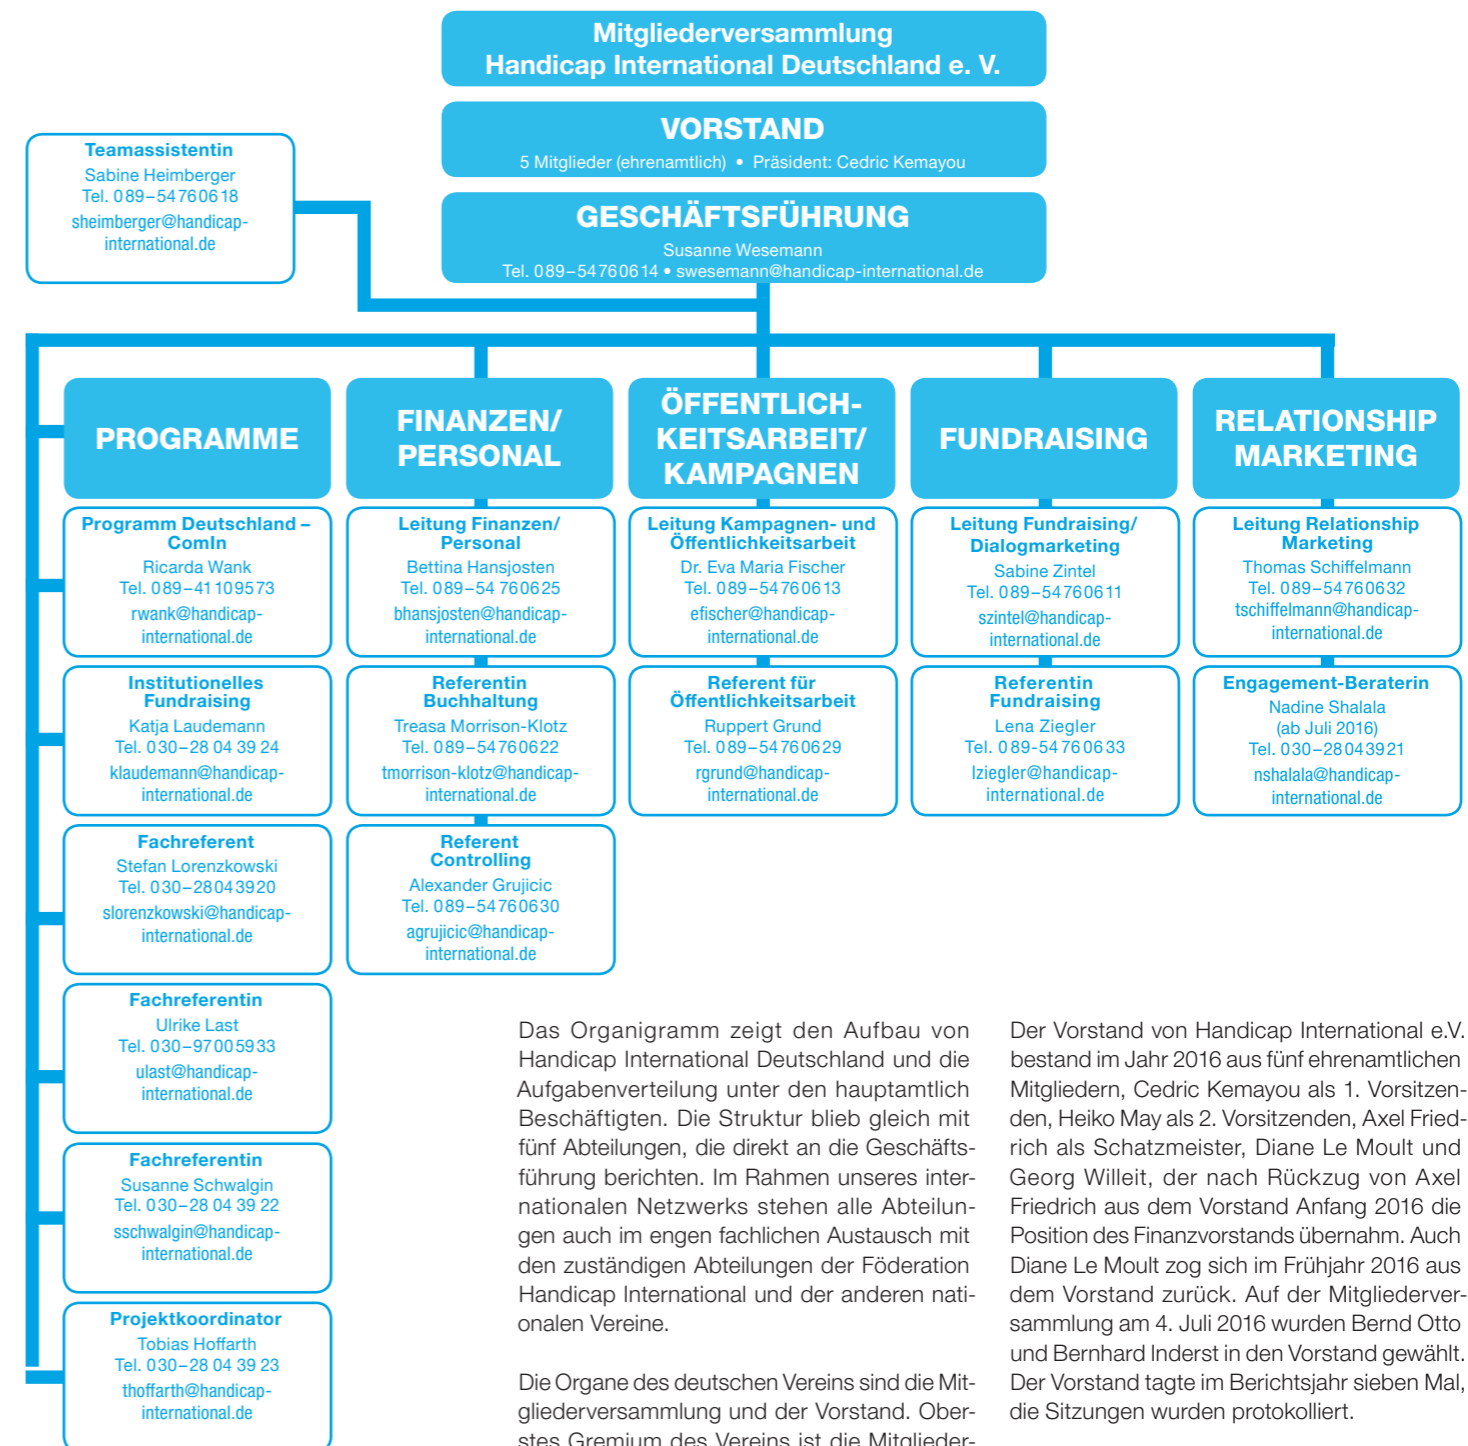 Mitgliederversammlung
Handicap International Deutschland e. V.
VORSTAND
5 Mitglieder (ehrenamtlich) • Präsident: Cedric Kemayou
GESCHÄFTSFÜHRUNG
Susanne Wesemann
Tel. 089–54760614 • swesemann@handicap-international.de
Teamassistentin
Sabine Heimberger
Tel. 089–54760618
sheimberger@handicap-
international.de
PROGRAMME
Programm Deutschland –
ComIn
Ricarda Wank
Tel. 089–41109573
rwank@handicap-
international.de
Institutionelles
Fundraising
Katja Laudemann
Tel. 030–28 04 39 24
klaudemann@handicap-
international.de
Fachreferent
Stefan Lorenzkowski
Tel. 030–28043920
slorenzkowski@handicap-
international.de
Fachreferentin
Ulrike Last
Tel. 030–97005933
ulast@handicap-
international.de
Fachreferentin
Susanne Schwalgin
Tel. 030–28 04 39 22
sschwalgin@handicap-
international.de
Projektkoordinator
Tobias Hoffarth
Tel. 030–28 04 39 23
thoffarth@handicap-
international.de
FINANZEN/
PERSONAL
Leitung Finanzen/
Personal
Bettina Hansjosten
Tel. 089–54 760625
bhansjosten@handicap-
international.de
Referentin
Buchhaltung
Treasa Morrison-Klotz
Tel. 089–54760622
tmorrison-klotz@handicap-
international.de
Referent
Controlling
Alexander Grujicic
Tel. 089–54760630
agrujicic@handicap-
international.de
ÖFFENTLICH-
KEITSARBEIT/
KAMPAGNEN
Leitung Kampagnen- und
Öffentlichkeitsarbeit
Dr. Eva Maria Fischer
Tel. 089–54760613
efischer@handicap-
international.de
Referent für
Öffentlichkeitsarbeit
Ruppert Grund
Tel. 089–54760629
rgrund@handicap-
international.de
FUNDRAISING
Leitung Fundraising/
Dialogmarketing
Sabine Zintel
Tel. 089–54760611
szintel@handicap-
international.de
Referentin
Fundraising
Lena Ziegler
Tel. 089-54760633
lziegler@handicap-
international.de
RELATIONSHIP
MARKETING
Leitung Relationship
Marketing
Thomas Schiffelmann
Tel. 089–54760632
tschiffelmann@handicap-
international.de
Engagement-Beraterin
Nadine Shalala
(ab Juli 2016)
Tel. 030–28043921
nshalala@handicap-
international.de
Das Organigramm zeigt den Aufbau von
Handicap International Deutschland und die
Aufgabenverteilung unter den hauptamtlich
Beschäftigten. Die Struktur blieb gleich mit
fünf Abteilungen, die direkt an die Geschäfts-
führung berichten. Im Rahmen unseres inter-
nationalen Netzwerks stehen alle Abteilun-
gen auch im engen fachlichen Austausch mit
den zuständigen Abteilungen der Föderation
Handicap International und der anderen nati-
onalen Vereine.
Die Organe des deutschen Vereins sind die Mit-
gliederversammlung und der Vorstand. Ober-
stes Gremium des Vereins ist die Mitglieder-
Der Vorstand von Handicap International e.V.
bestand im Jahr 2016 aus fünf ehrenamtlichen
Mitgliedern, Cedric Kemayou als 1. Vorsitzen-
den, Heiko May als 2. Vorsitzenden, Axel Fried-
rich als Schatzmeister, Diane Le Moult und
Georg Willeit, der nach Rückzug von Axel
Friedrich aus dem Vorstand Anfang 2016 die
Position des Finanzvorstands übernahm. Auch
Diane Le Moult zog sich im Frühjahr 2016 aus
dem Vorstand zurück. Auf der Mitgliederver-
sammlung am 4. Juli 2016 wurden Bernd Otto
und Bernhard Inderst in den Vorstand gewählt.
Der Vorstand tagte im Berichtsjahr sieben Mal,
die Sitzungen wurden protokolliert.